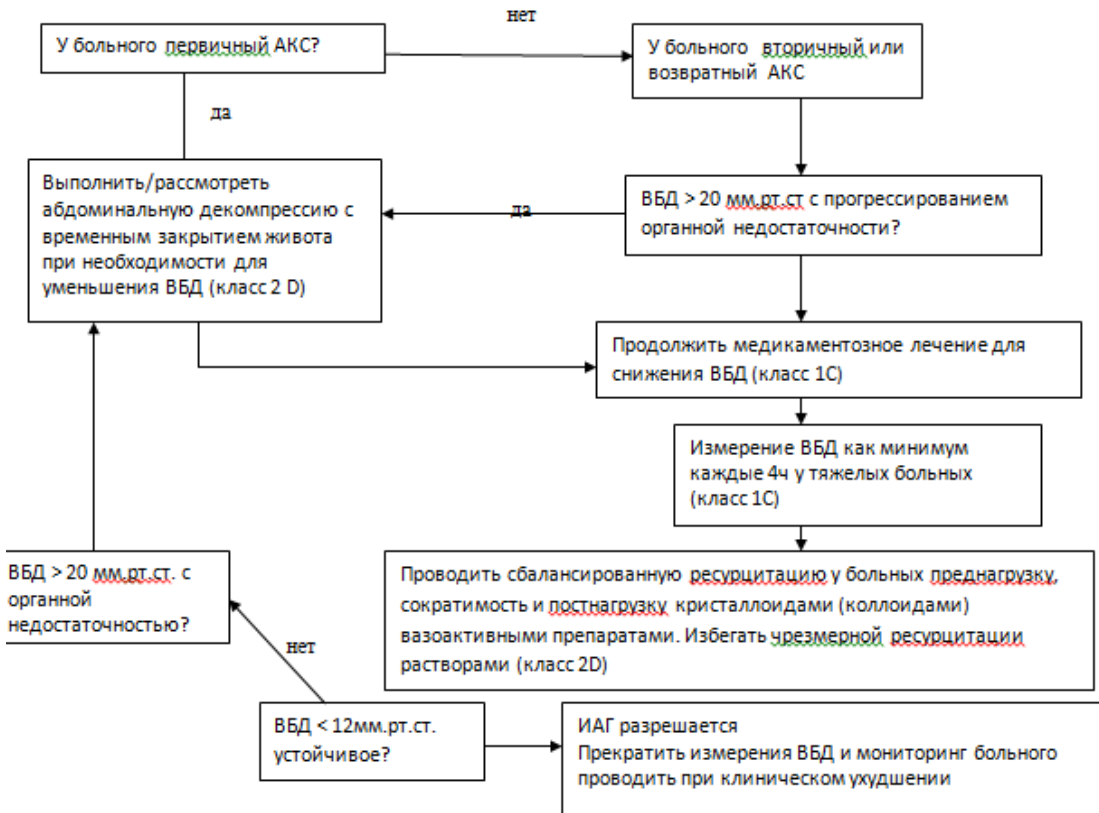 нет
У больного первичный АКС?
У больного вторичный или
возвратный АКС
да
Выполнить/рассмотреть
абдоминальную декомпрессию с
временным закрытием живота
при необходимости для
уменьшения ВБД (класс 2 D)
да
ВБД > 20 мм.рт.ст с прогрессированием
органной недостаточности?
Продолжить медикаментозное лечение для
снижения ВБД (класс 1С)
Измерение ВБД как минимум
каждые 4ч у тяжелых больных
(класс 1С)
ВБД > 20 мм.рт.ст. с
органной
недостаточностью?
Проводить сбалансированную ресурцитацию у больных преднагрузку,
сократимость и постнагрузку кристаллоидами (коллоидами)
вазоактивными препаратами. Избегать чрезмерной ресурцитации
растворами (класс 2D)
нет
ВБД < 12мм.рт.ст.
устойчивое?
ИАГ разрешается
Прекратить измерения ВБД и мониторинг больного
проводить при клиническом ухудшении